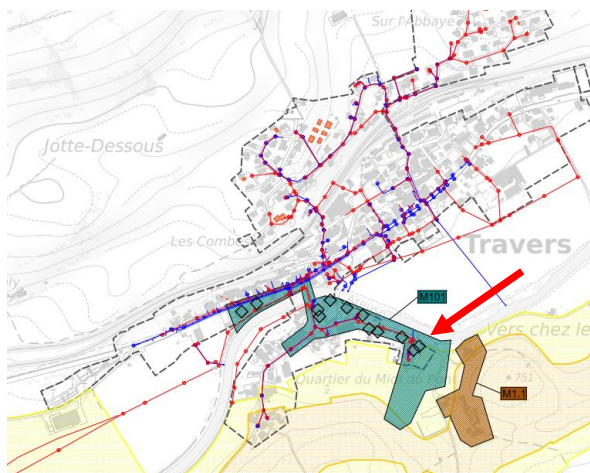 Sur l'Abbaye
Jotte-Dessous
Les Combes
Travers
M101
Vers chez le
Quartier du Mi
751
M1.1